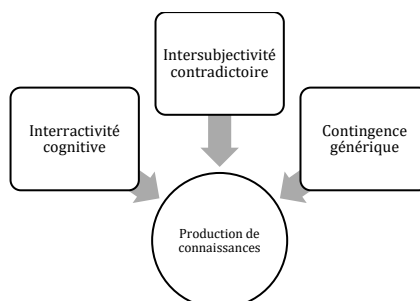 Intersubjectivité
contradictoire
Interractivité
cognitive
Contingence
générique
Production de
connaissances